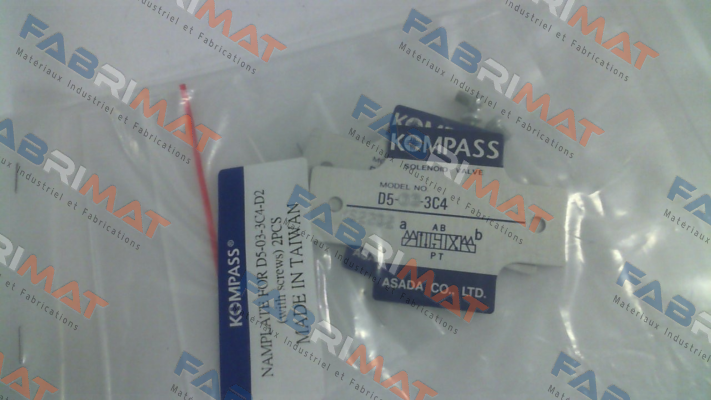 KOMPASS
SOLENOID VALVE
MODEL NO.
D5-03-3C4
a AB b
PT
ASADA CO., LTD.
KOMPASS®
NAMPLATE FOR D5-03-3C4-D2
(with screws) 2PCS
MADE IN TAIWAN
FABRIMAT
Materiaux Industriel et Fabrications